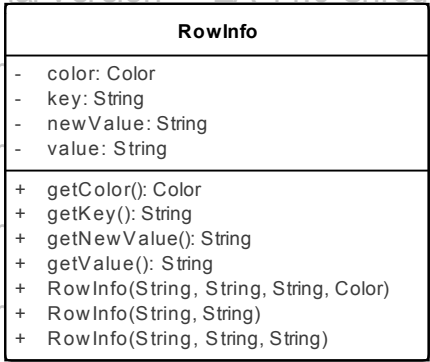 RowInfo
- color: Color
- key: String
- newValue: String
- value: String
+ getColor(): Color
+ getKey(): String
+ getNewValue(): String
+ getValue(): String
+ RowInfo(String, String, String, Color)
+ RowInfo(String, String)
+ RowInfo(String, String, String)